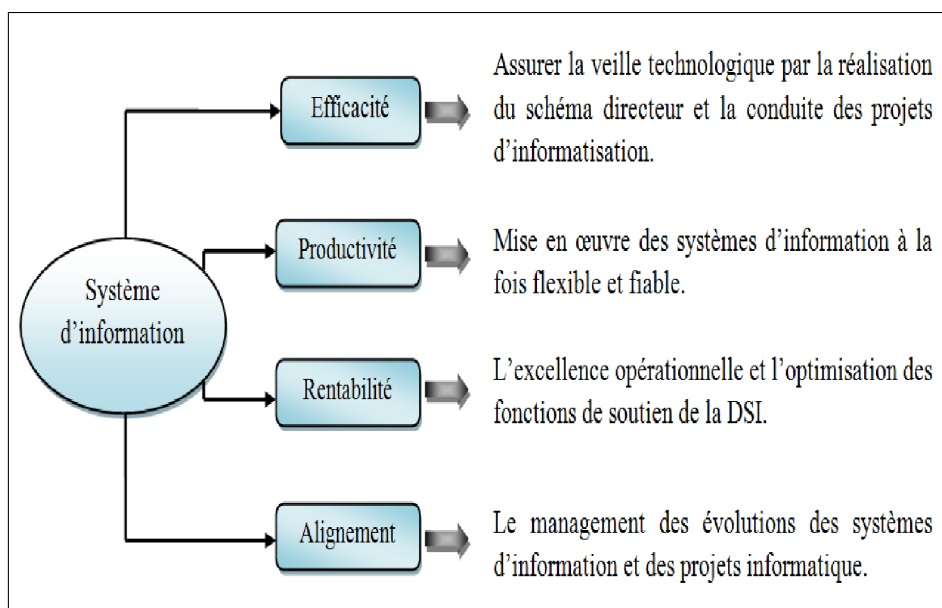 Système
d’information
Efficacité
Assurer la veille technologique par la réalisation
du schéma directeur et la conduite des projets
d’informatisation.
Productivité
Mise en œuvre des systèmes d’information à la
fois flexible et fiable.
Rentabilité
L’excellence opérationnelle et l’optimisation des
fonctions de soutien de la DSI.
Alignement
Le management des évolutions des systèmes
d’information et des projets informatique.